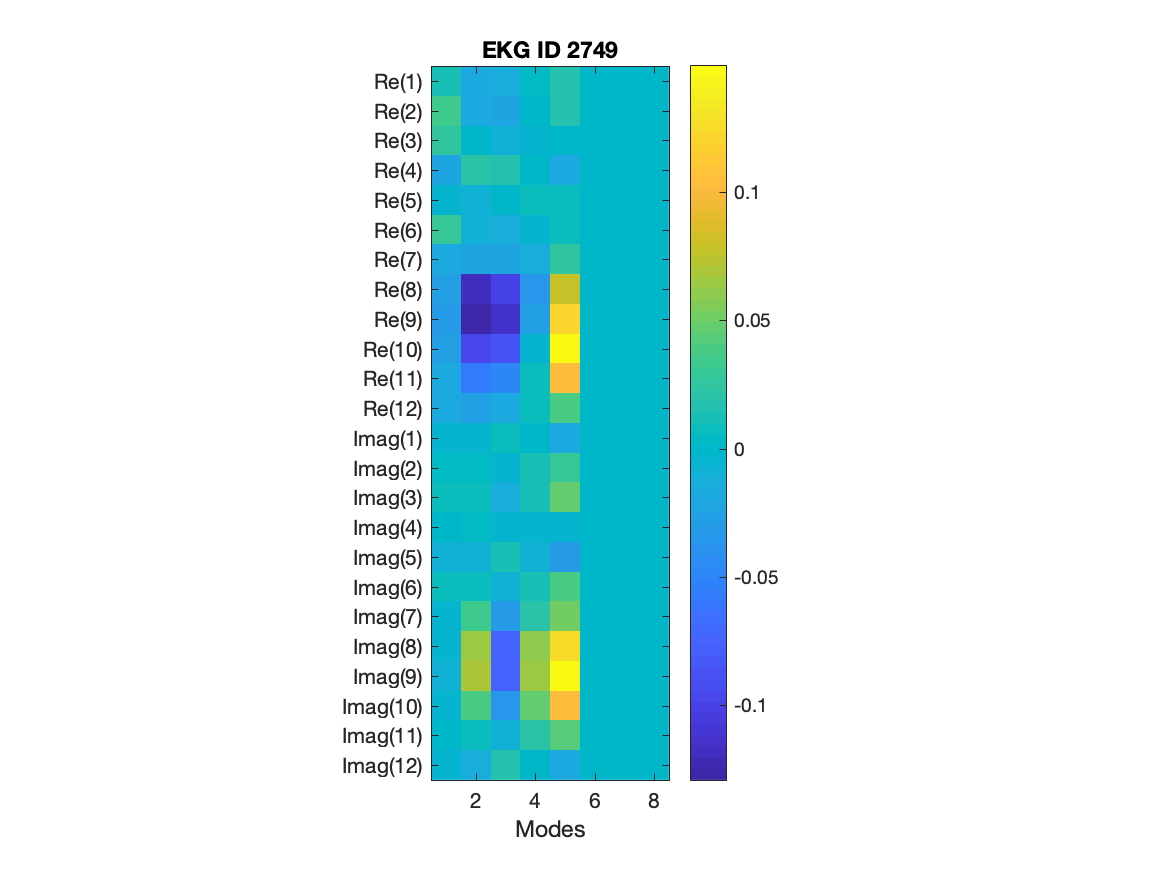 EKG ID 2749
Re(1)
Re(2)
Re(3)
Re(4)
Re(5)
Re(6)
Re(7)
Re(8)
Re(9)
Re(10)
Re(11)
Re(12)
Imag(1)
Imag(2)
Imag(3)
Imag(4)
Imag(5)
Imag(6)
Imag(7)
Imag(8)
Imag(9)
Imag(10)
Imag(11)
Imag(12)
2 4 6 8
Modes
0.1
0.05
0
-0.05
-0.1